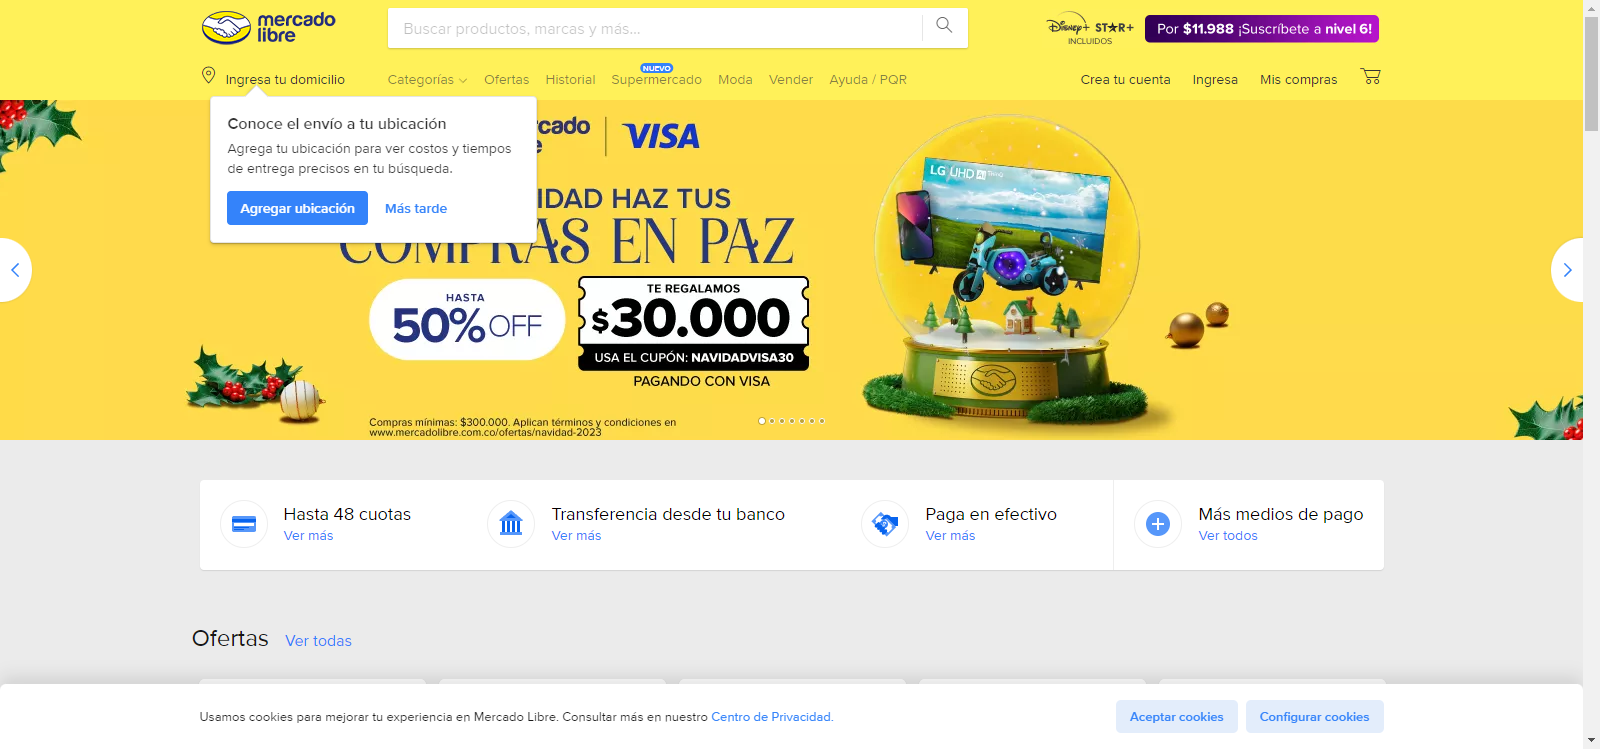 mercado
libre
Buscar productos, marcas y más...
Disney+ STAR+
INCLUIDOS
Por $11.988 ¡Suscríbete a nivel 6!
Ingresa tu domicilio
Categorías
Ofertas
Historial
Supermercado
NUEVO
Moda
Vender
Ayuda / PQR
Crea tu cuenta
Ingresa
Mis compras
Conoce el envío a tu ubicación
Agrega tu ubicación para ver costos y tiempos
de entrega precisos en tu búsqueda.
Agregar ubicación
Más tarde
cado
e
VISA
IDAD HAZ TUS
COMPRAS EN PAZ
HASTA
50% OFF
TE REGALAMOS
$30.000
USA EL CUPÓN: NAVIDADVISA30
PAGANDO CON VISA
Compras mínimas: $300.000. Aplican términos y condiciones en
www.mercadolibre.com.co/ofertas/navidad-2023
LG UHD AI ThinQ
Hasta 48 cuotas
Ver más
Transferencia desde tu banco
Ver más
Paga en efectivo
Ver más
Más medios de pago
Ver todos
Ofertas
Ver todas
Usamos cookies para mejorar tu experiencia en Mercado Libre. Consultar más en nuestro Centro de Privacidad.
Aceptar cookies
Configurar cookies